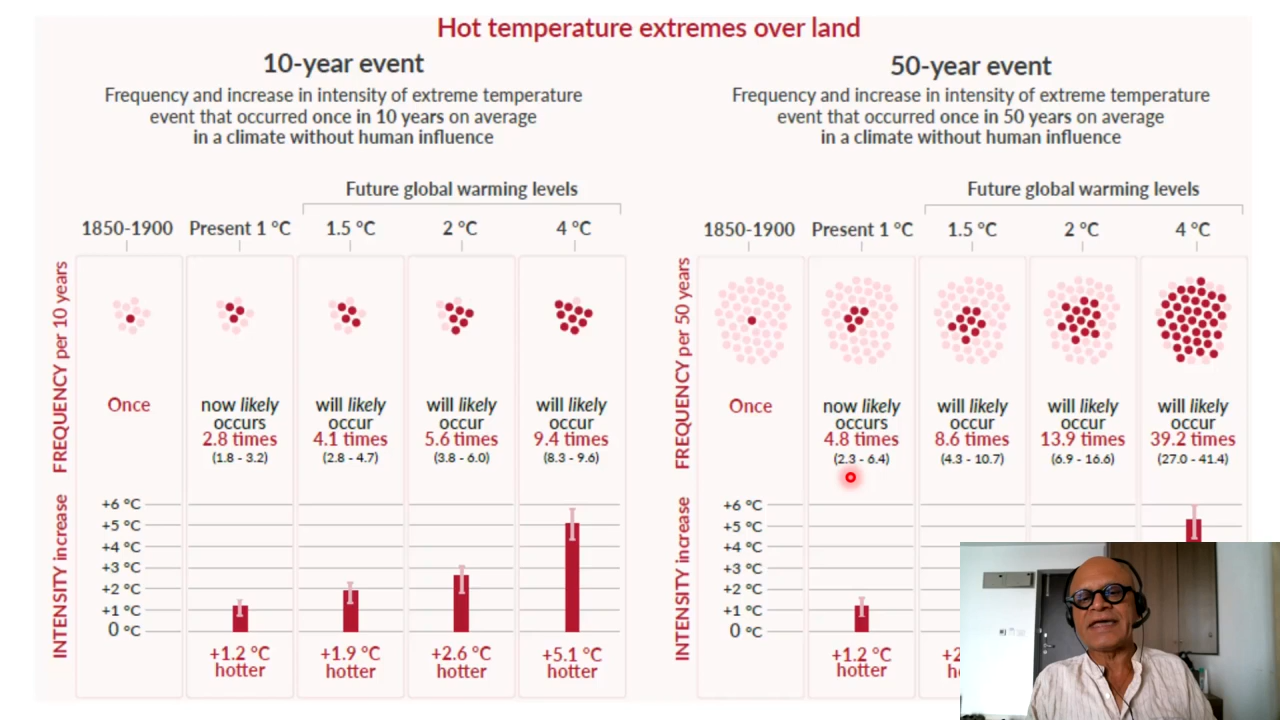 Hot temperature extremes over land
10-year event
Frequency and increase in intensity of extreme temperature
event that occurred once in 10 years on average
in a climate without human influence
Future global warming levels
1850-1900 Present 1 °C 1.5 °C 2 °C 4 °C
FREQUENCY per 10 years
Once
now likely
occurs
2.8 times
(1.8 - 3.2)
will likely
occur
4.1 times
(2.8 - 4.7)
will likely
occur
5.6 times
(3.8 - 6.0)
will likely
occur
9.4 times
(8.3 - 9.6)
INTENSITY increase
+6 °C
+5 °C
+4 °C
+3 °C
+2 °C
+1 °C
0 °C
+1.2 °C
hotter
+1.9 °C
hotter
+2.6 °C
hotter
+5.1 °C
hotter
50-year event
Frequency and increase in intensity of extreme temperature
event that occurred once in 50 years on average
in a climate without human influence
Future global warming levels
1850-1900 Present 1 °C 1.5 °C 2 °C 4 °C
FREQUENCY per 50 years
Once
now likely
occurs
4.8 times
(2.3 - 6.4)
will likely
occur
8.6 times
(4.3 - 10.7)
will likely
occur
13.9 times
(6.9 - 16.6)
will likely
occur
39.2 times
(27.0 - 41.4)
INTENSITY increase
+6 °C
+5 °C
+4 °C
+3 °C
+2 °C
+1 °C
0 °C
+1.2 °C
hotter